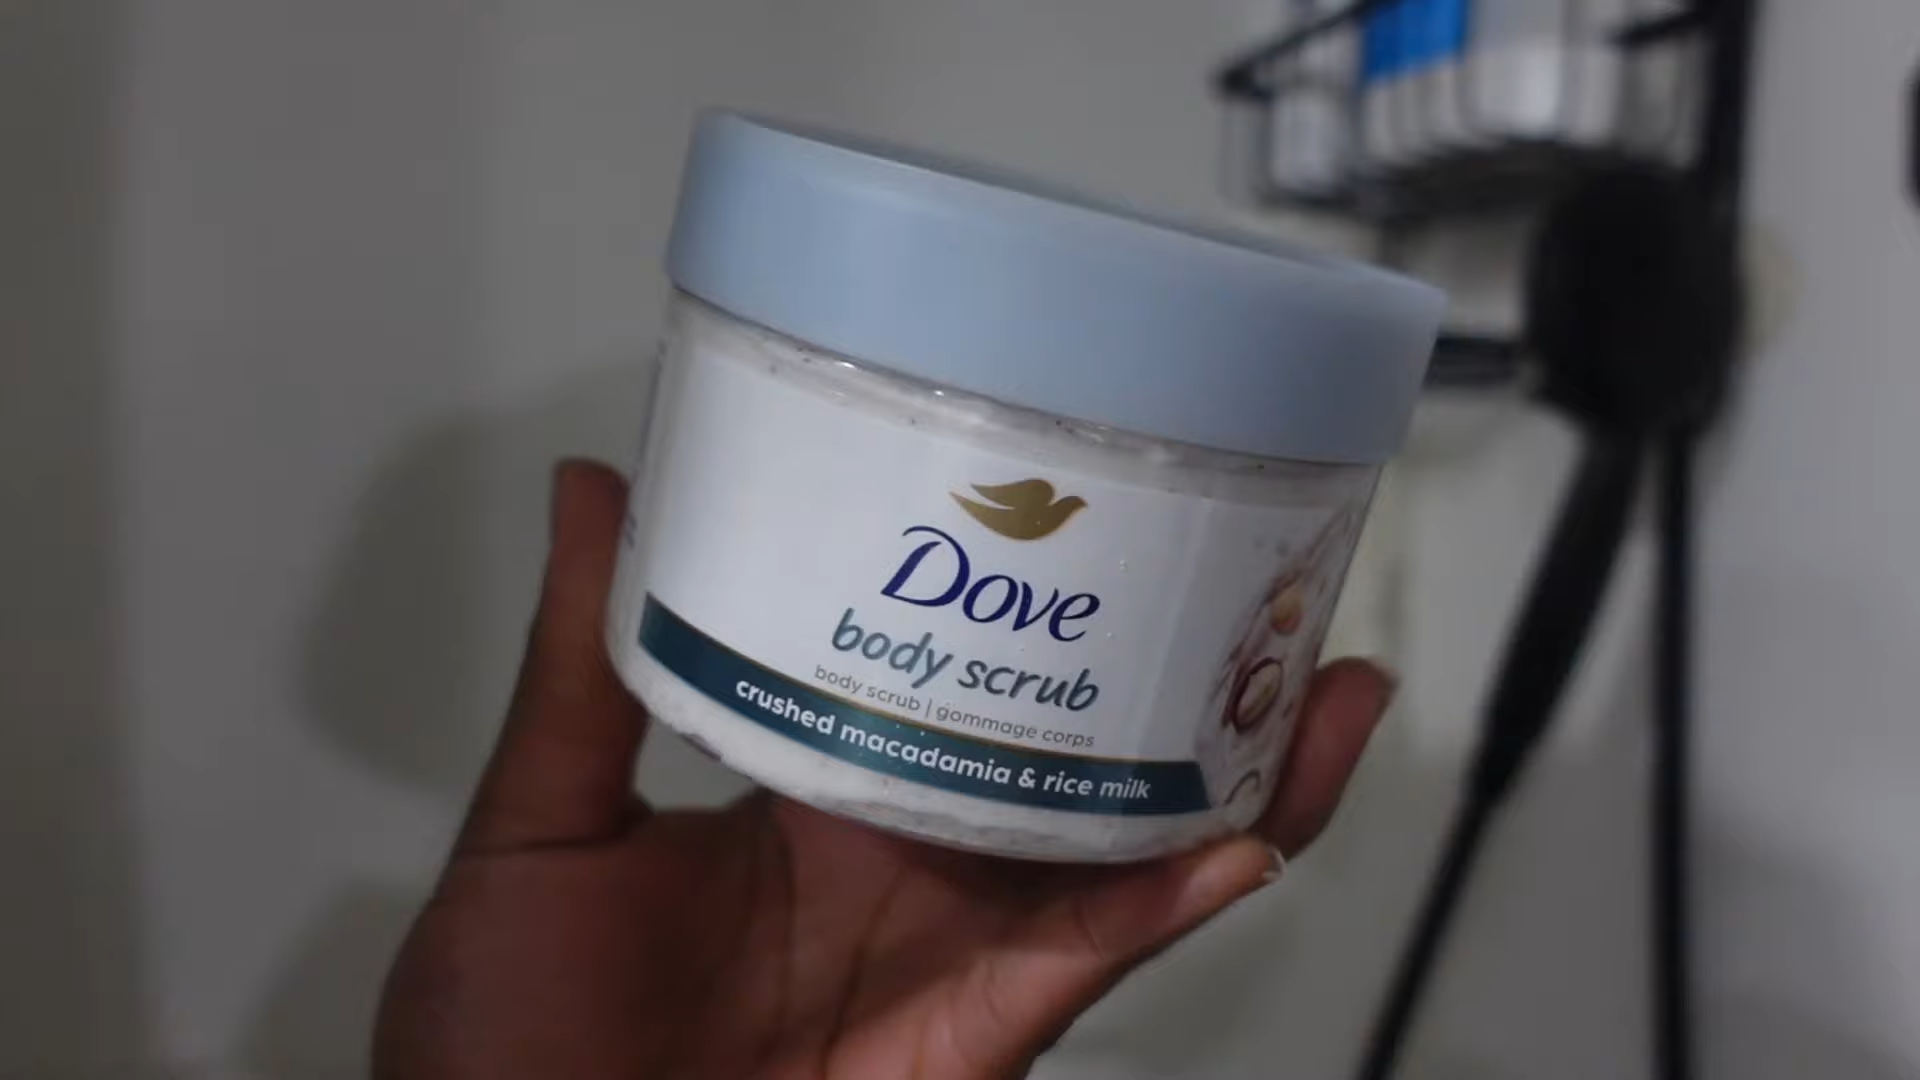 Dove
body scrub
body scrub | gommage corps
crushed macadamia & rice milk